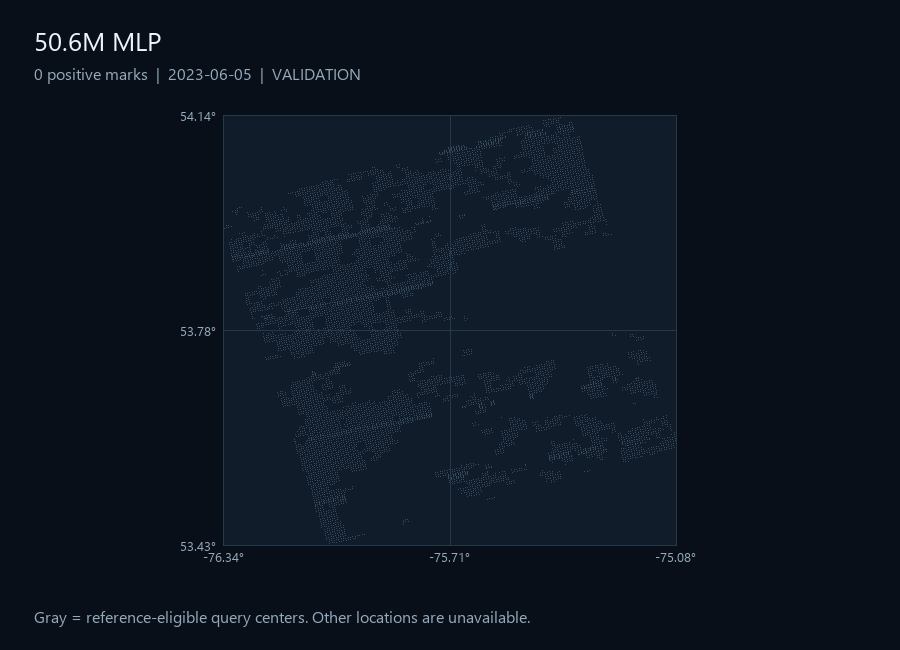 50.6M MLP
0 positive marks | 2023-06-05 | VALIDATION
54.14°
53.78°
53.43°
-76.34° -75.71° -75.08°
Gray = reference-eligible query centers. Other locations are unavailable.